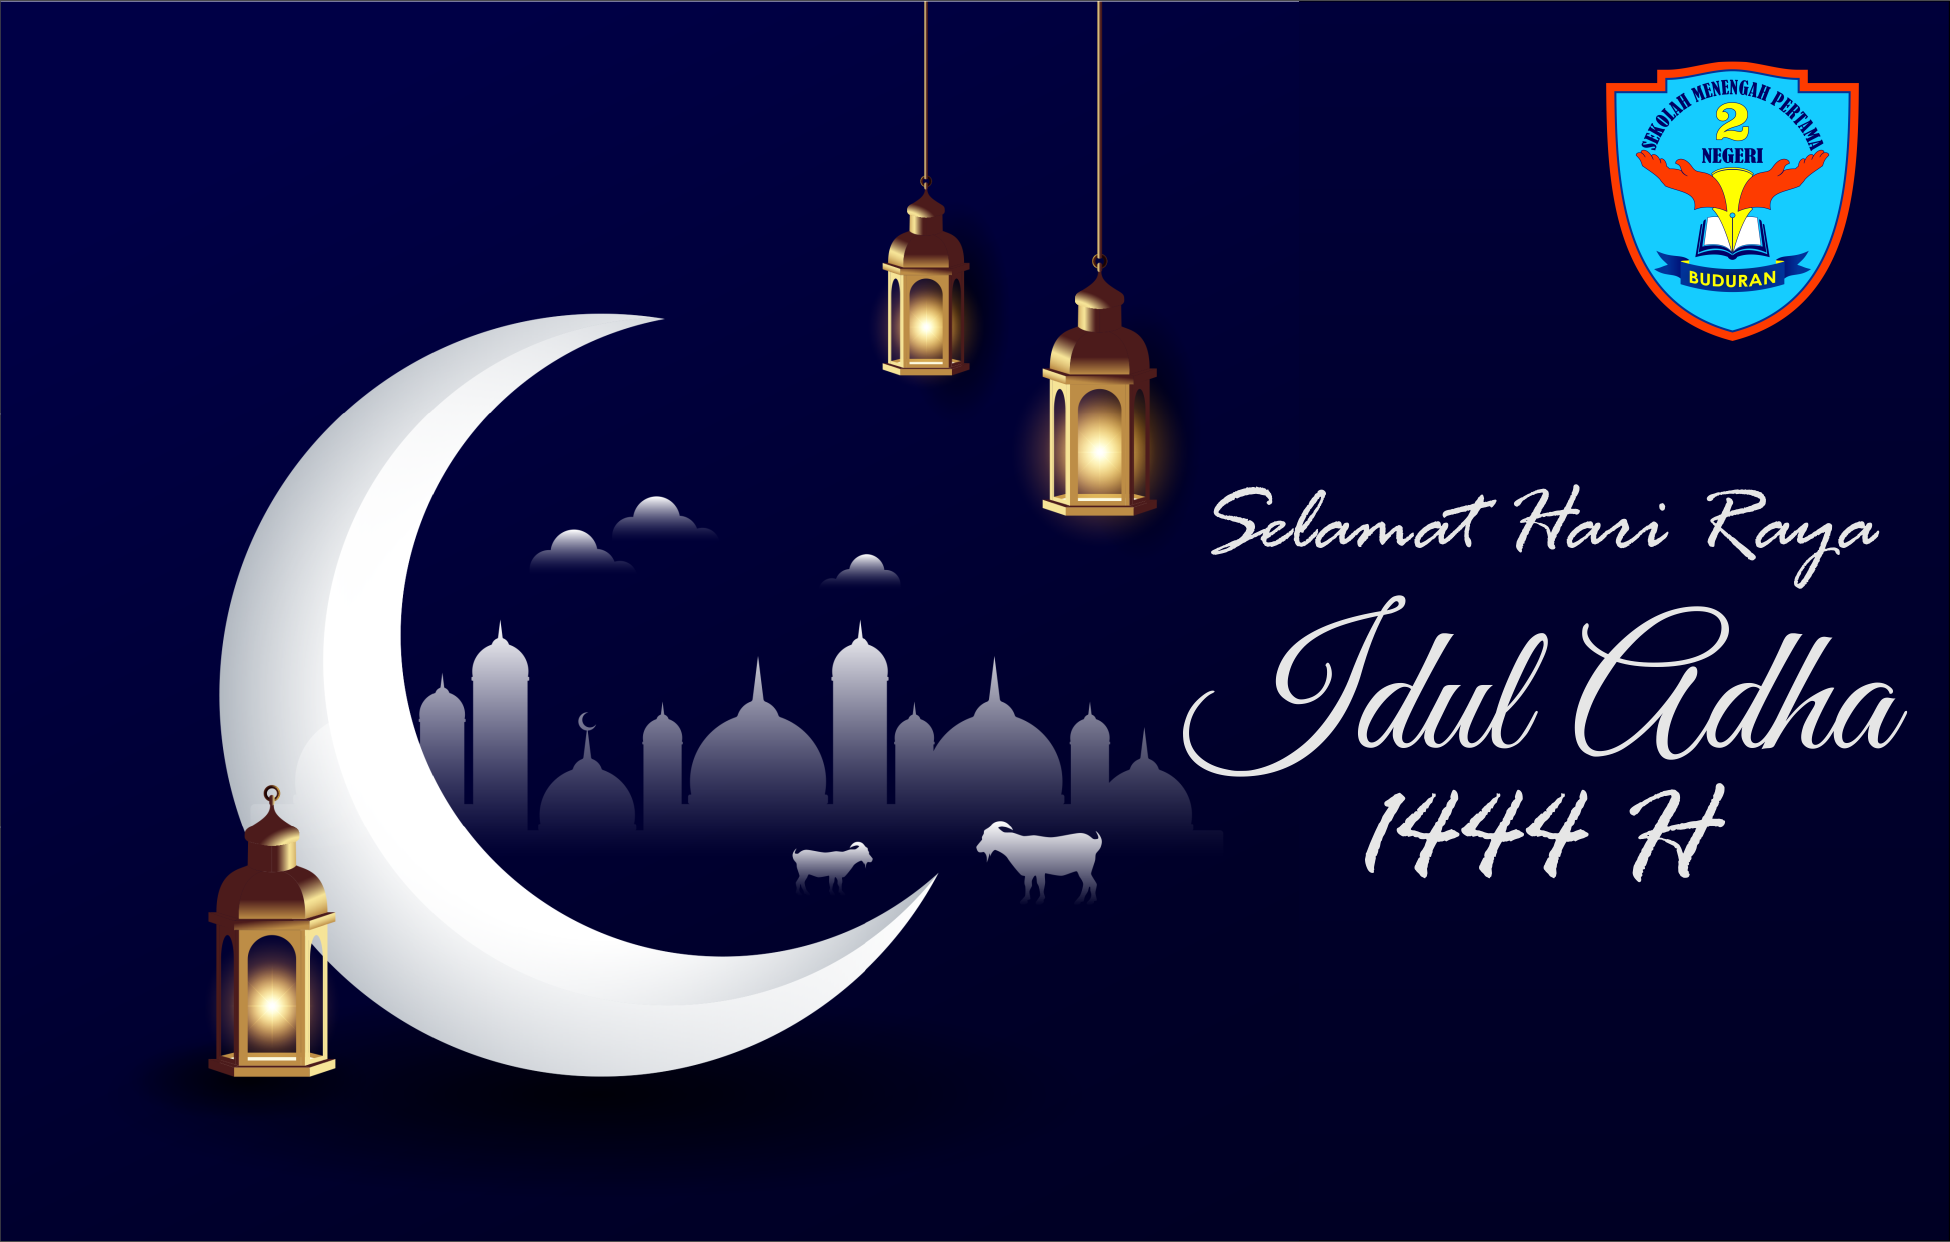 SEKOLAH MENENGAH PERTAMA
2
NEGERI
BUDURAN
Selamat Hari Raya
Idul Adha
1444 H